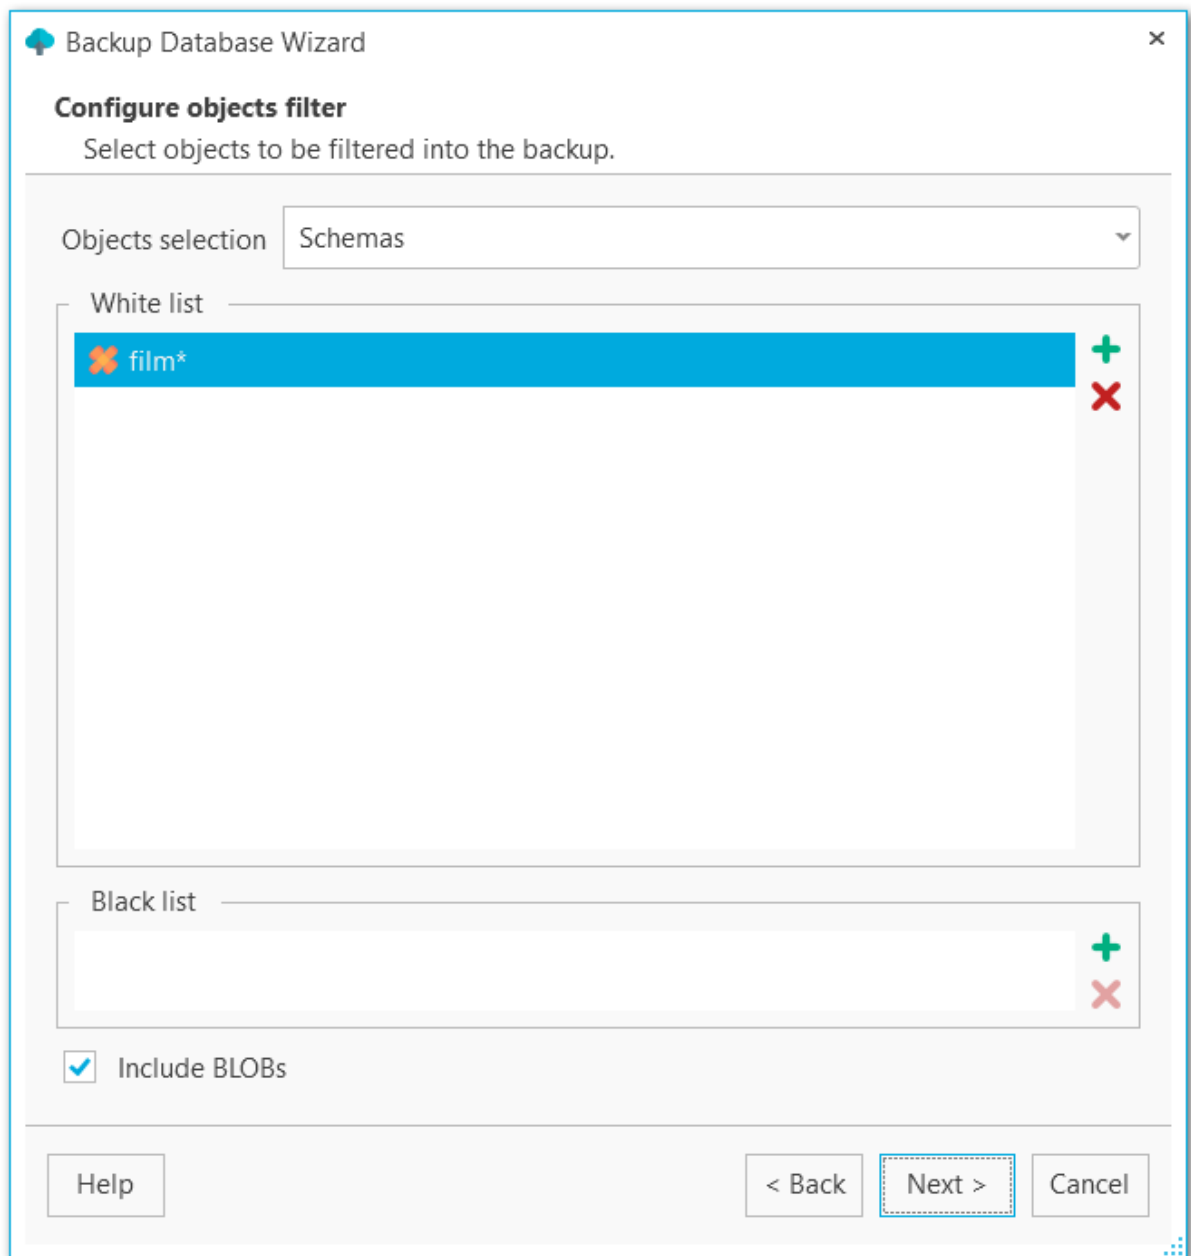 Backup Database Wizard
Configure objects filter
Select objects to be filtered into the backup.
Objects selection Schemas
White list
film*
Black list
Include BLOBs
Help < Back Next > Cancel